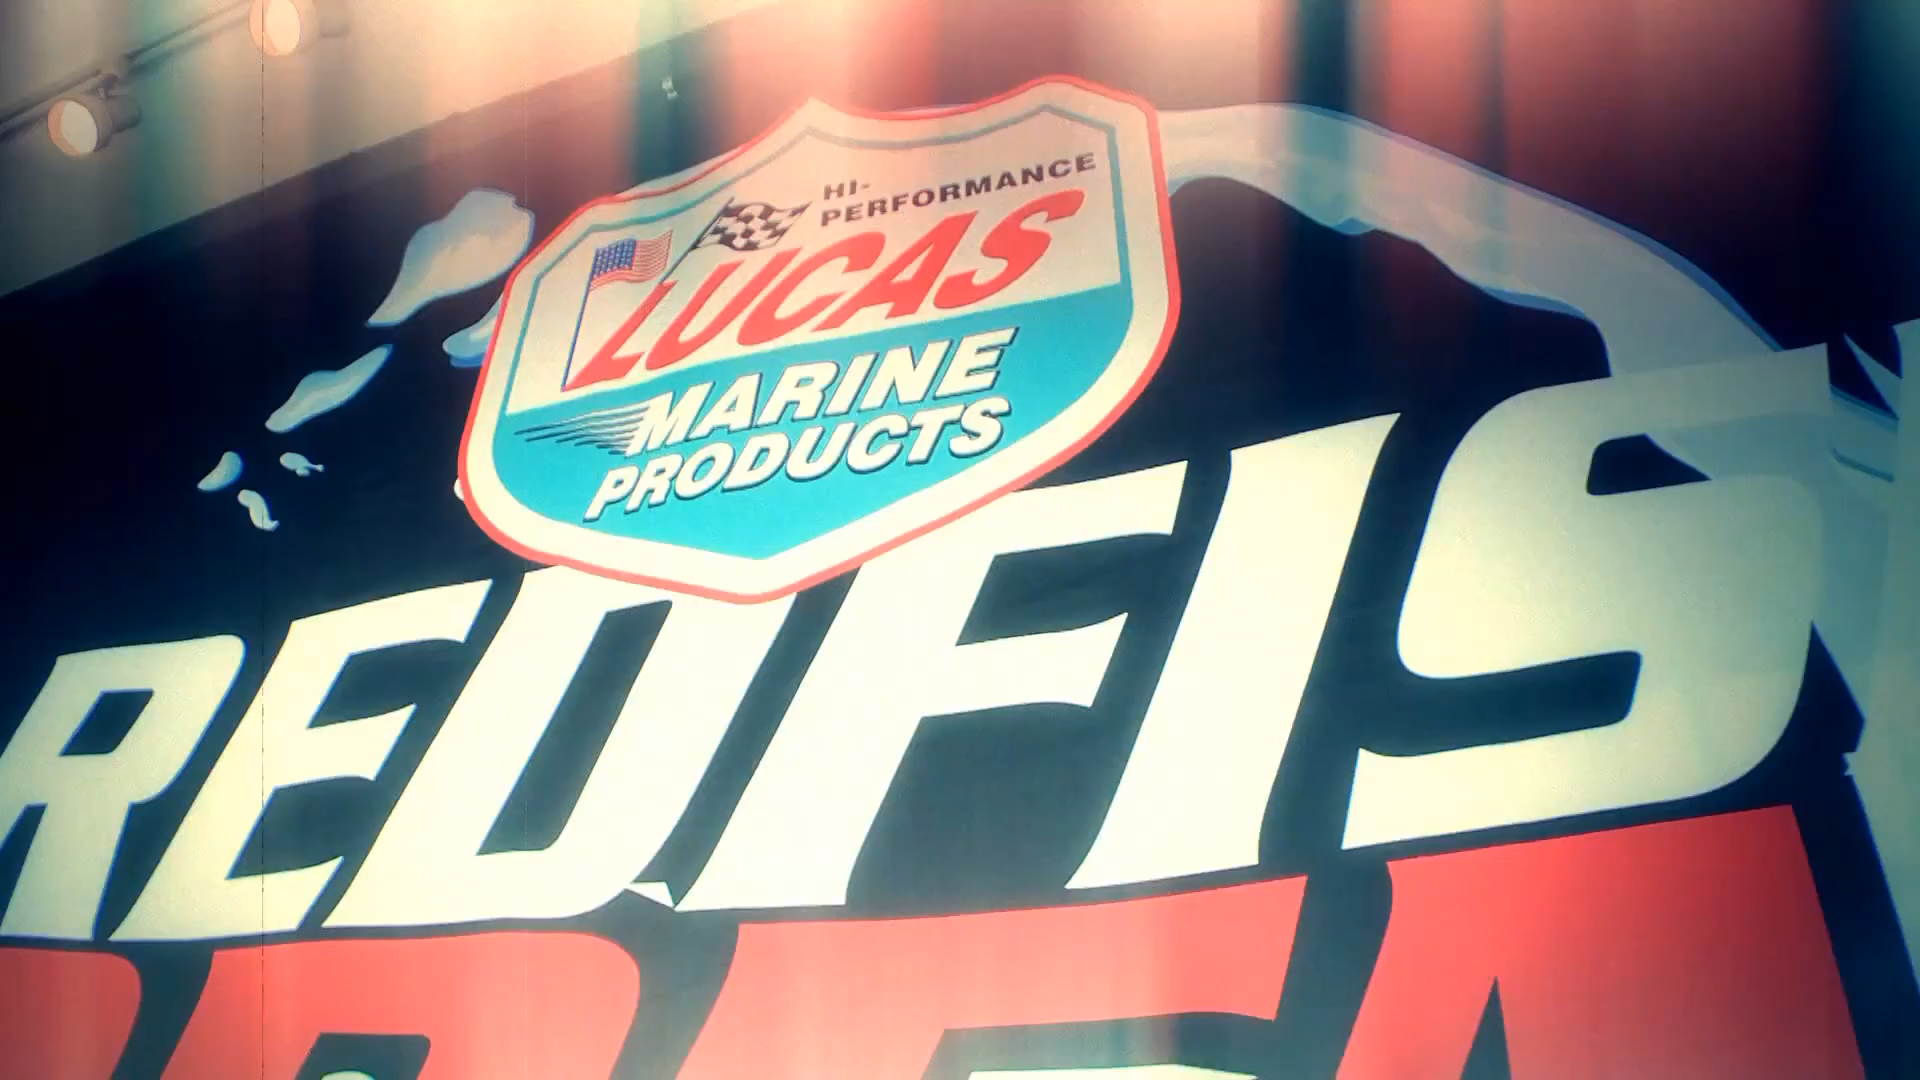 HI-
PERFORMANCE
LUCAS
MARINE
PRODUCTS
REDFIS